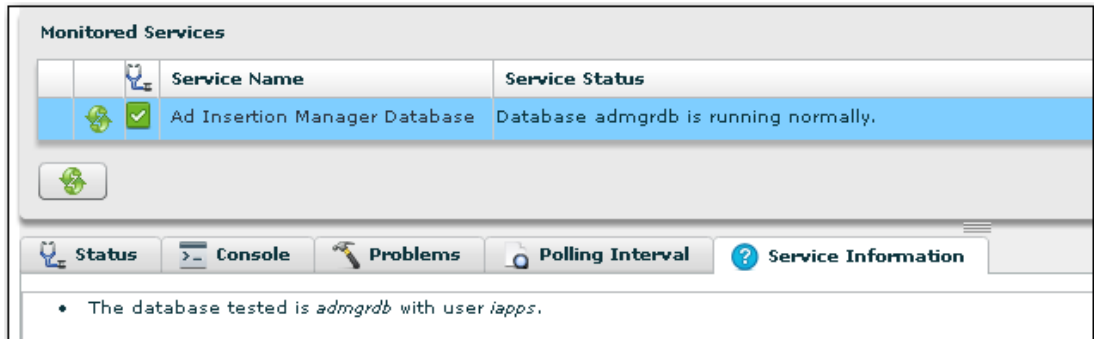 Monitored Services
Service Name Service Status
Ad Insertion Manager Database Database admgrdb is running normally.
Status Console Problems Polling Interval Service Information
• The database tested is admgrdb with user iapps.